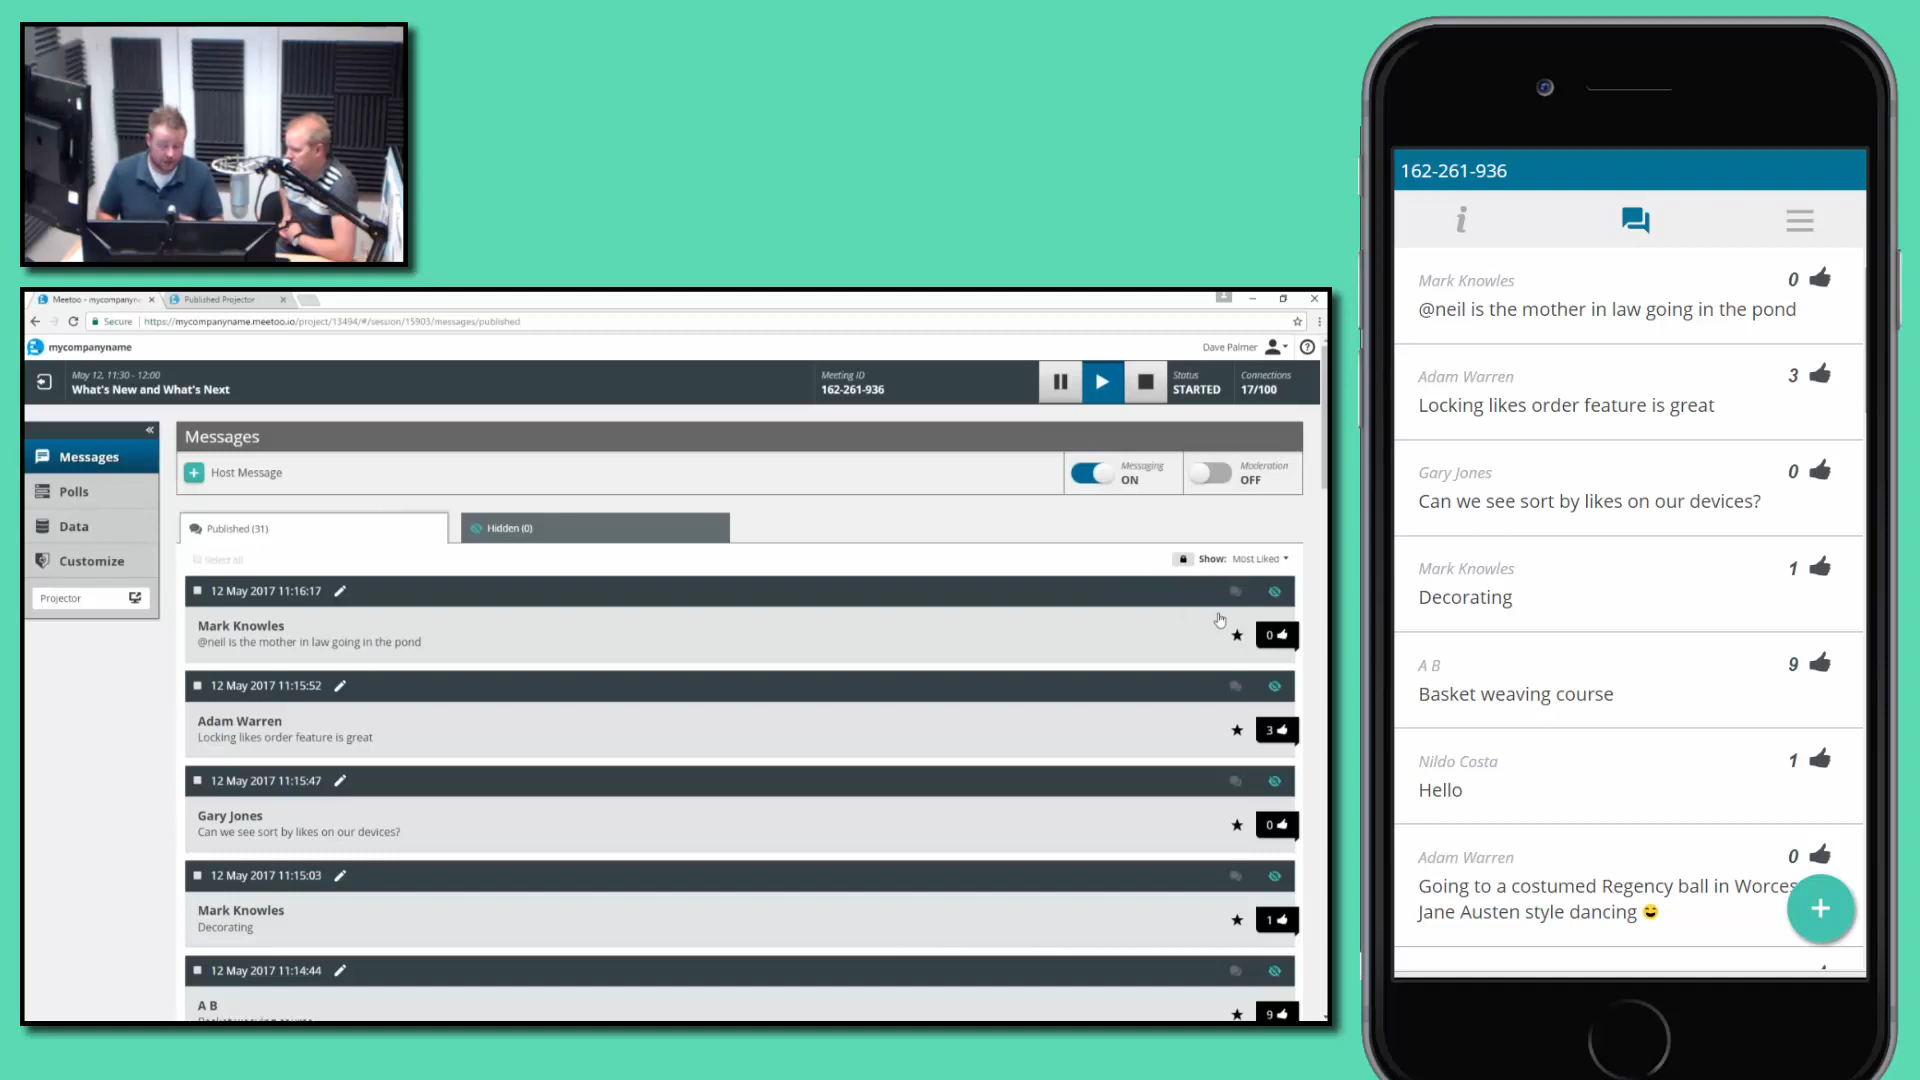 Meetoo - mycompanyn
Published Projector
Secure
https://mycompanyname.meetoo.io/project/13494/#/session/15903/messages/published
mycompanyname
Dave Palmer
May 12, 11:30 - 12:00
What's New and What's Next
Meeting ID
162-261-936
Status
STARTED
Connections
17/100
Messages
Polls
Data
Customize
Projector
Messages
Host Message
Messaging
ON
Moderation
OFF
Published (31)
Hidden (0)
Select all
Show: Most Liked
12 May 2017 11:16:17
Mark Knowles
@neil is the mother in law going in the pond
0
12 May 2017 11:15:52
Adam Warren
Locking likes order feature is great
3
12 May 2017 11:15:47
Gary Jones
Can we see sort by likes on our devices?
0
12 May 2017 11:15:03
Mark Knowles
Decorating
1
12 May 2017 11:14:44
A B
9
162-261-936
Mark Knowles
0
@neil is the mother in law going in the pond
Adam Warren
3
Locking likes order feature is great
Gary Jones
0
Can we see sort by likes on our devices?
Mark Knowles
1
Decorating
A B
9
Basket weaving course
Nildo Costa
1
Hello
Adam Warren
0
Going to a costumed Regency ball in Worces
Jane Austen style dancing 😄